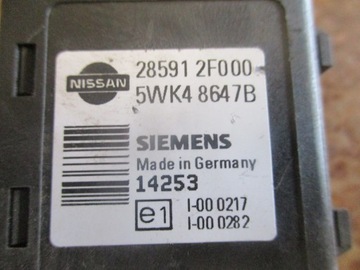 NISSAN
28591 2F000
5WK4 8647B
SIEMENS
Made in Germany
14253
e1
I-00 0217
I-00 0282